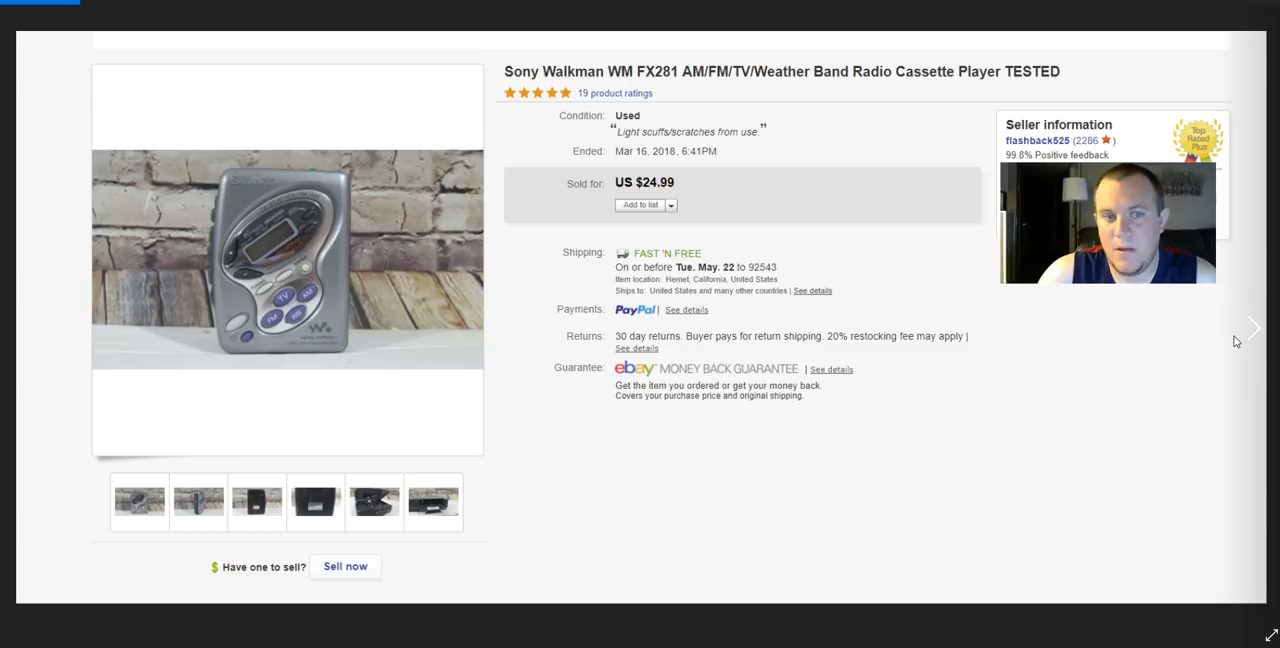 Sony Walkman WM FX281 AM/FM/TV/Weather Band Radio Cassette Player TESTED
19 product ratings
Condition: Used
“Light scuffs/scratches from use.”
Ended: Mar 16, 2018, 6:41PM
Sold for: US $24.99
Add to list
Shipping: FAST 'N FREE
On or before Tue. May. 22 to 92543
Item location: Hemet, California, United States
Ships to: United States and many other countries | See details
Payments: PayPal | See details
Returns: 30 day returns. Buyer pays for return shipping. 20% restocking fee may apply |
See details
Guarantee: ebay MONEY BACK GUARANTEE | See details
Get the item you ordered or get your money back.
Covers your purchase price and original shipping.
Seller information
flashback525 (2286 )
99.8% Positive feedback
Top
Rated
Plus
TV
AM
FM
WB
WALKMAN
$ Have one to sell? Sell now